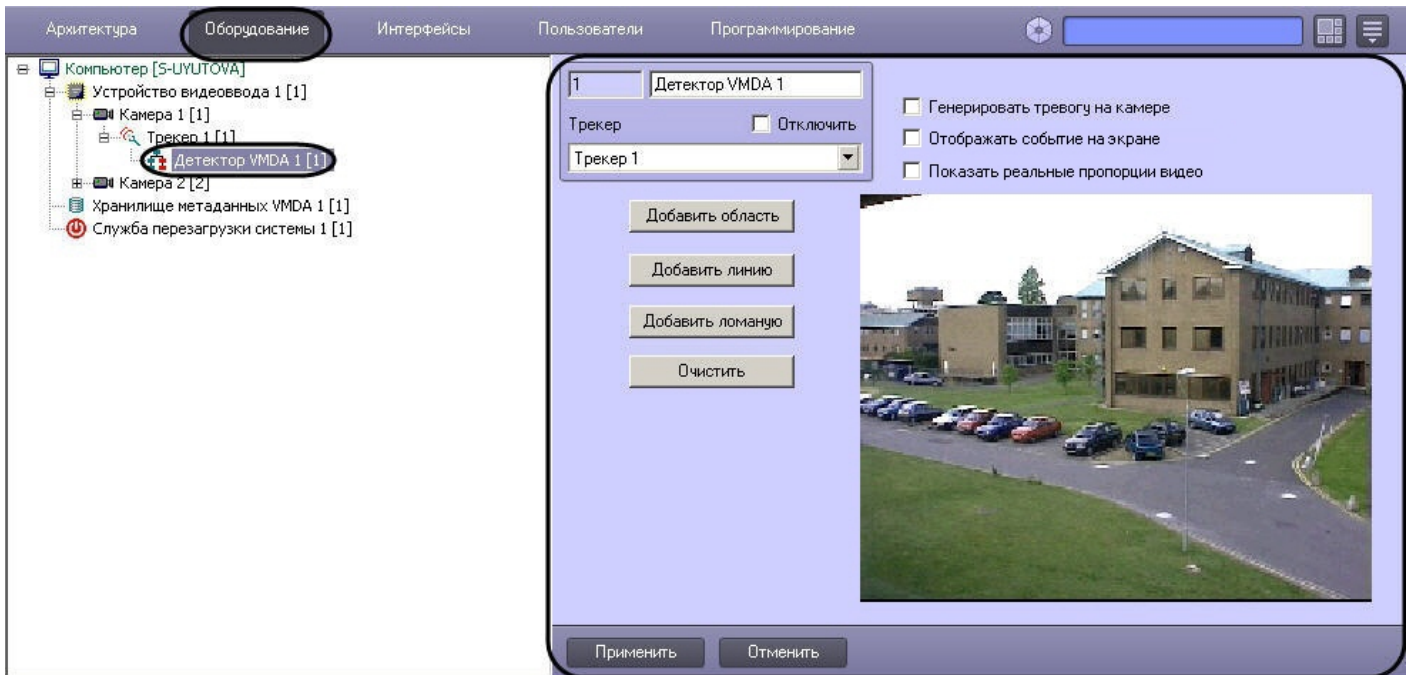 Архитектура Оборудование Интерфейсы Пользователи Программирование
Компьютер [S-UYUTOVA]
Устройство видеоввода 1 [1]
Камера 1 [1]
Трекер 1 [1]
Детектор VMDA 1 [1]
Камера 2 [2]
Хранилище метаданных VMDA 1 [1]
Служба перезагрузки системы 1 [1]
1 Детектор VMDA 1
Трекер Отключить
Трекер 1
Генерировать тревогу на камере
Отображать событие на экране
Показать реальные пропорции видео
Добавить область
Добавить линию
Добавить ломаную
Очистить
Применить Отменить